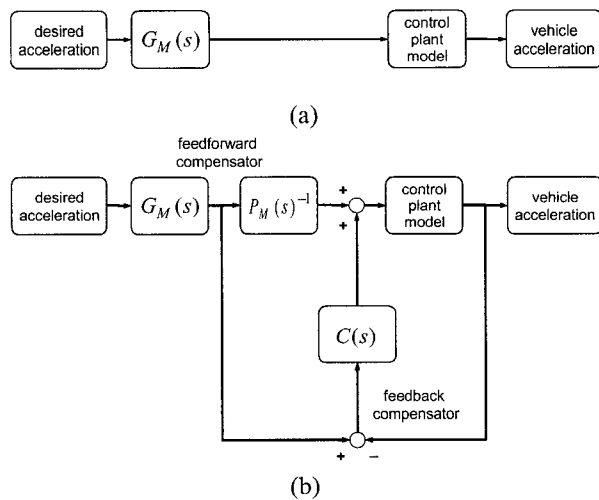 desired
acceleration
G_M(s)
control
plant
model
vehicle
acceleration
(a)
feedforward
compensator
desired
acceleration
G_M(s)
P_M(s)^{-1}
+
+
control
plant
model
vehicle
acceleration
C(s)
feedback
compensator
+ −
(b)